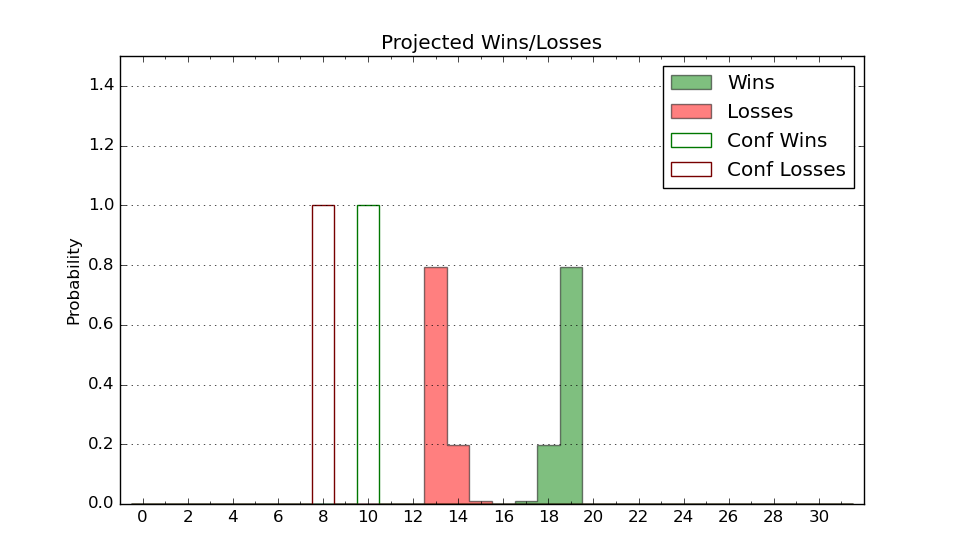 Projected Wins/Losses
Wins
Losses
Conf Wins
Conf Losses
Probability
1.4
1.2
1.0
0.8
0.6
0.4
0.2
0.0
0 2 4 6 8 10 12 14 16 18 20 22 24 26 28 30